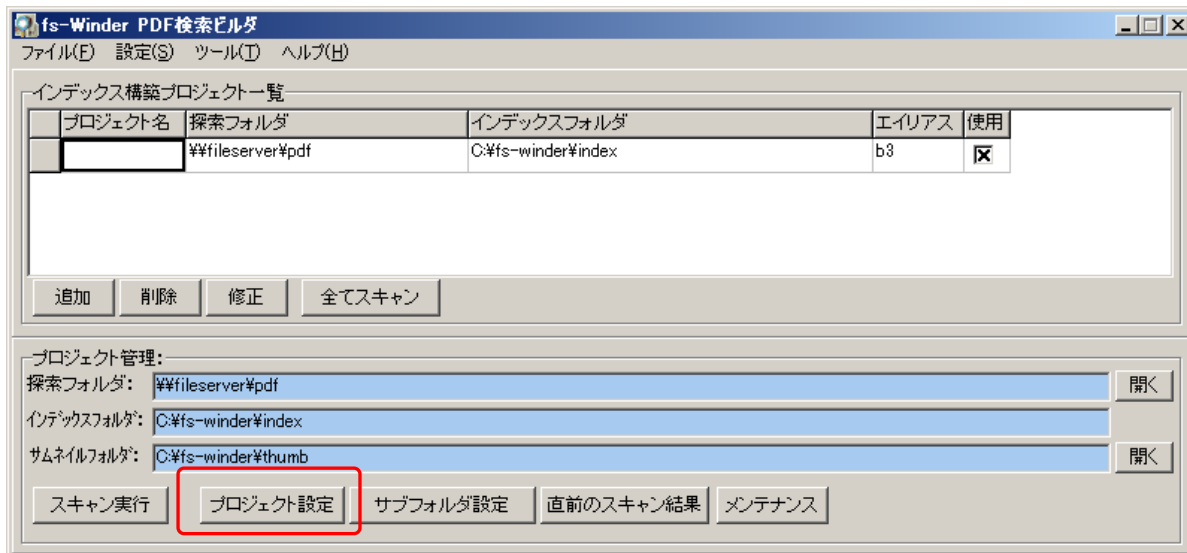 fs-Winder PDF検索ビルダ
ファイル(F) 設定(S) ツール(T) ヘルプ(H)
インデックス構築プロジェクト一覧
プロジェクト名 探索フォルダ インデックスフォルダ エイリアス 使用
¥¥fileserver¥pdf C:¥fs-winder¥index b3
追加 削除 修正 全てスキャン
プロジェクト管理:
探索フォルダ: ¥¥fileserver¥pdf 開く
インデックスフォルダ: C:¥fs-winder¥index
サムネイルフォルダ: C:¥fs-winder¥thumb 開く
スキャン実行 プロジェクト設定 サブフォルダ設定 直前のスキャン結果 メンテナンス